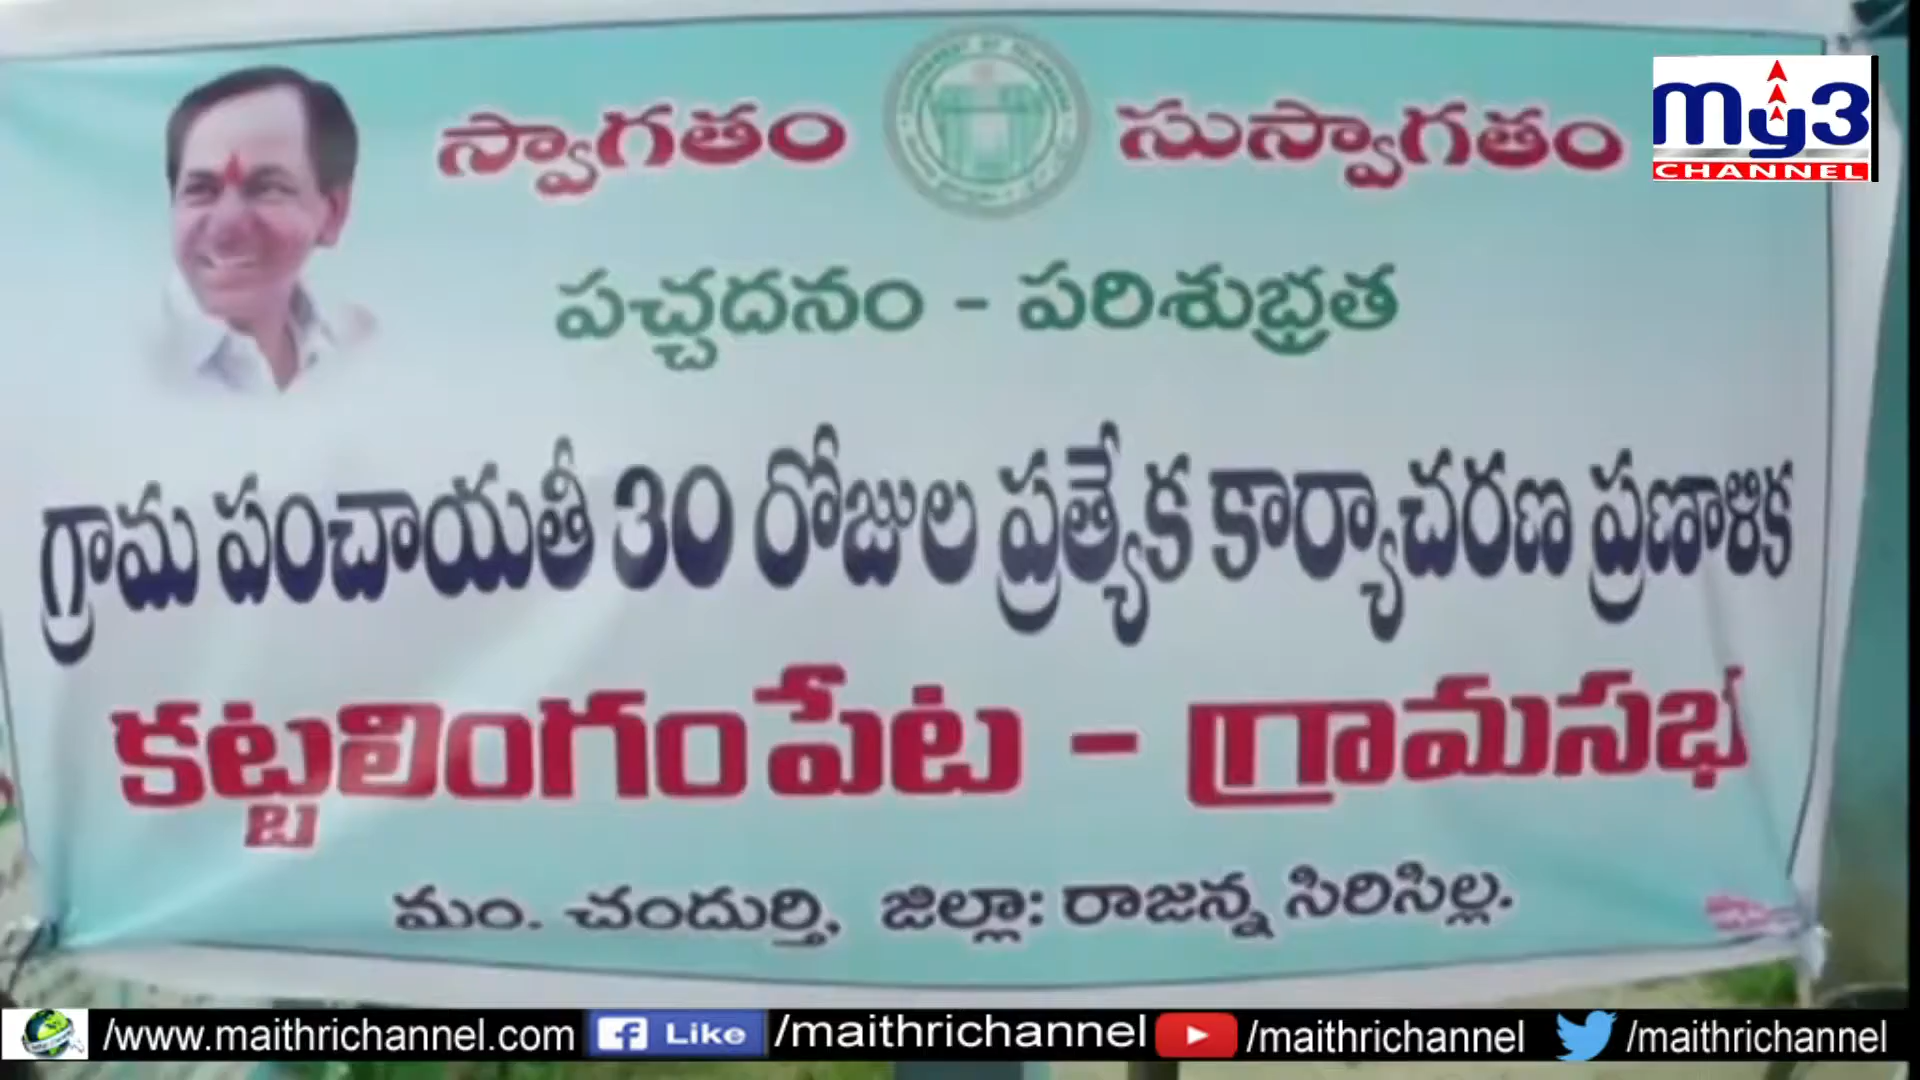 స్వాగతం సుస్వాగతం
My3
CHANNEL
పచ్చదనం - పరిశుభ్రత
గ్రామ పంచాయతీ 30 రోజుల ప్రత్యేక కార్యాచరణ ప్రణాళిక
కట్టలింగంపేట - గ్రామసభ
మం. చందుర్తి, జిల్లా: రాజన్న సిరిసిల్ల.
/www.maithrichannel.com f Like /maithrichannel /maithrichannel /maithrichannel